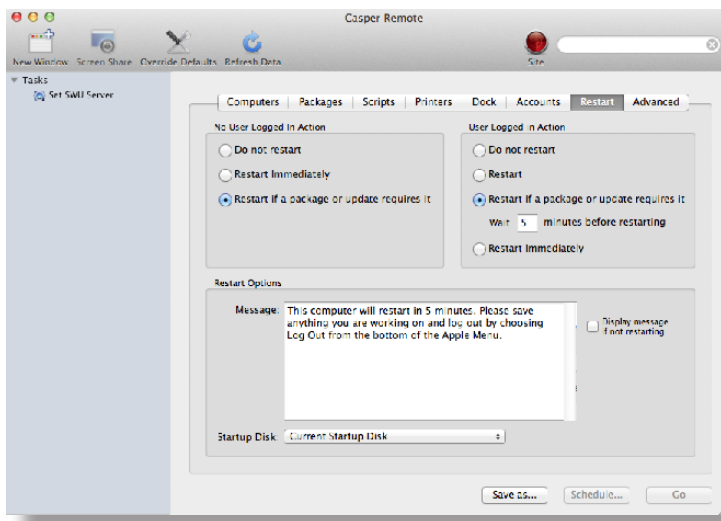 Casper Remote
New Window Screen Share Override Defaults Refresh Data Site
Tasks
Set SWU Server
Computers Packages Scripts Printers Dock Accounts Restart Advanced
No User Logged In Action
Do not restart
Restart Immediately
Restart if a package or update requires it
User Logged In Action
Do not restart
Restart
Restart if a package or update requires it
Wait 5 minutes before restarting
Restart Immediately
Restart Options
Message:
This computer will restart in 5 minutes. Please save
anything you are working on and log out by choosing
Log Out from the bottom of the Apple Menu.
Display message
if not restarting
Startup Disk: Current Startup Disk
Save as... Schedule... Go